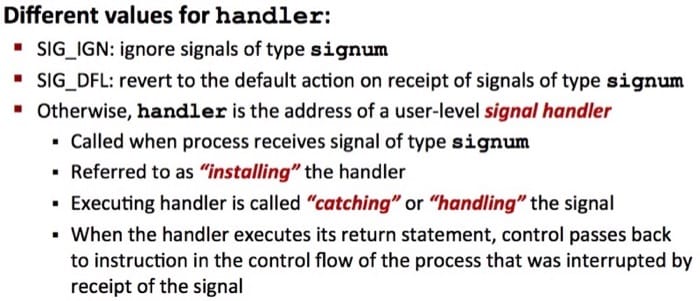 Different values for handler:
▪ SIG_IGN: ignore signals of type signum
▪ SIG_DFL: revert to the default action on receipt of signals of type signum
▪ Otherwise, handler is the address of a user-level signal handler
▪ Called when process receives signal of type signum
▪ Referred to as “installing” the handler
▪ Executing handler is called “catching” or “handling” the signal
▪ When the handler executes its return statement, control passes back
to instruction in the control flow of the process that was interrupted by
receipt of the signal